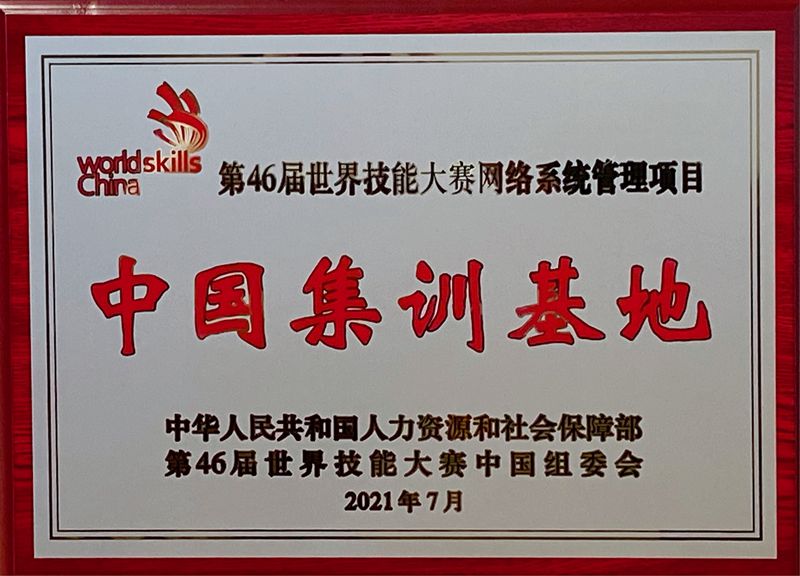 worldskills
China
第46届世界技能大赛网络系统管理项目
中国集训基地
中华人民共和国人力资源和社会保障部
第46届世界技能大赛中国组委会
2021年7月